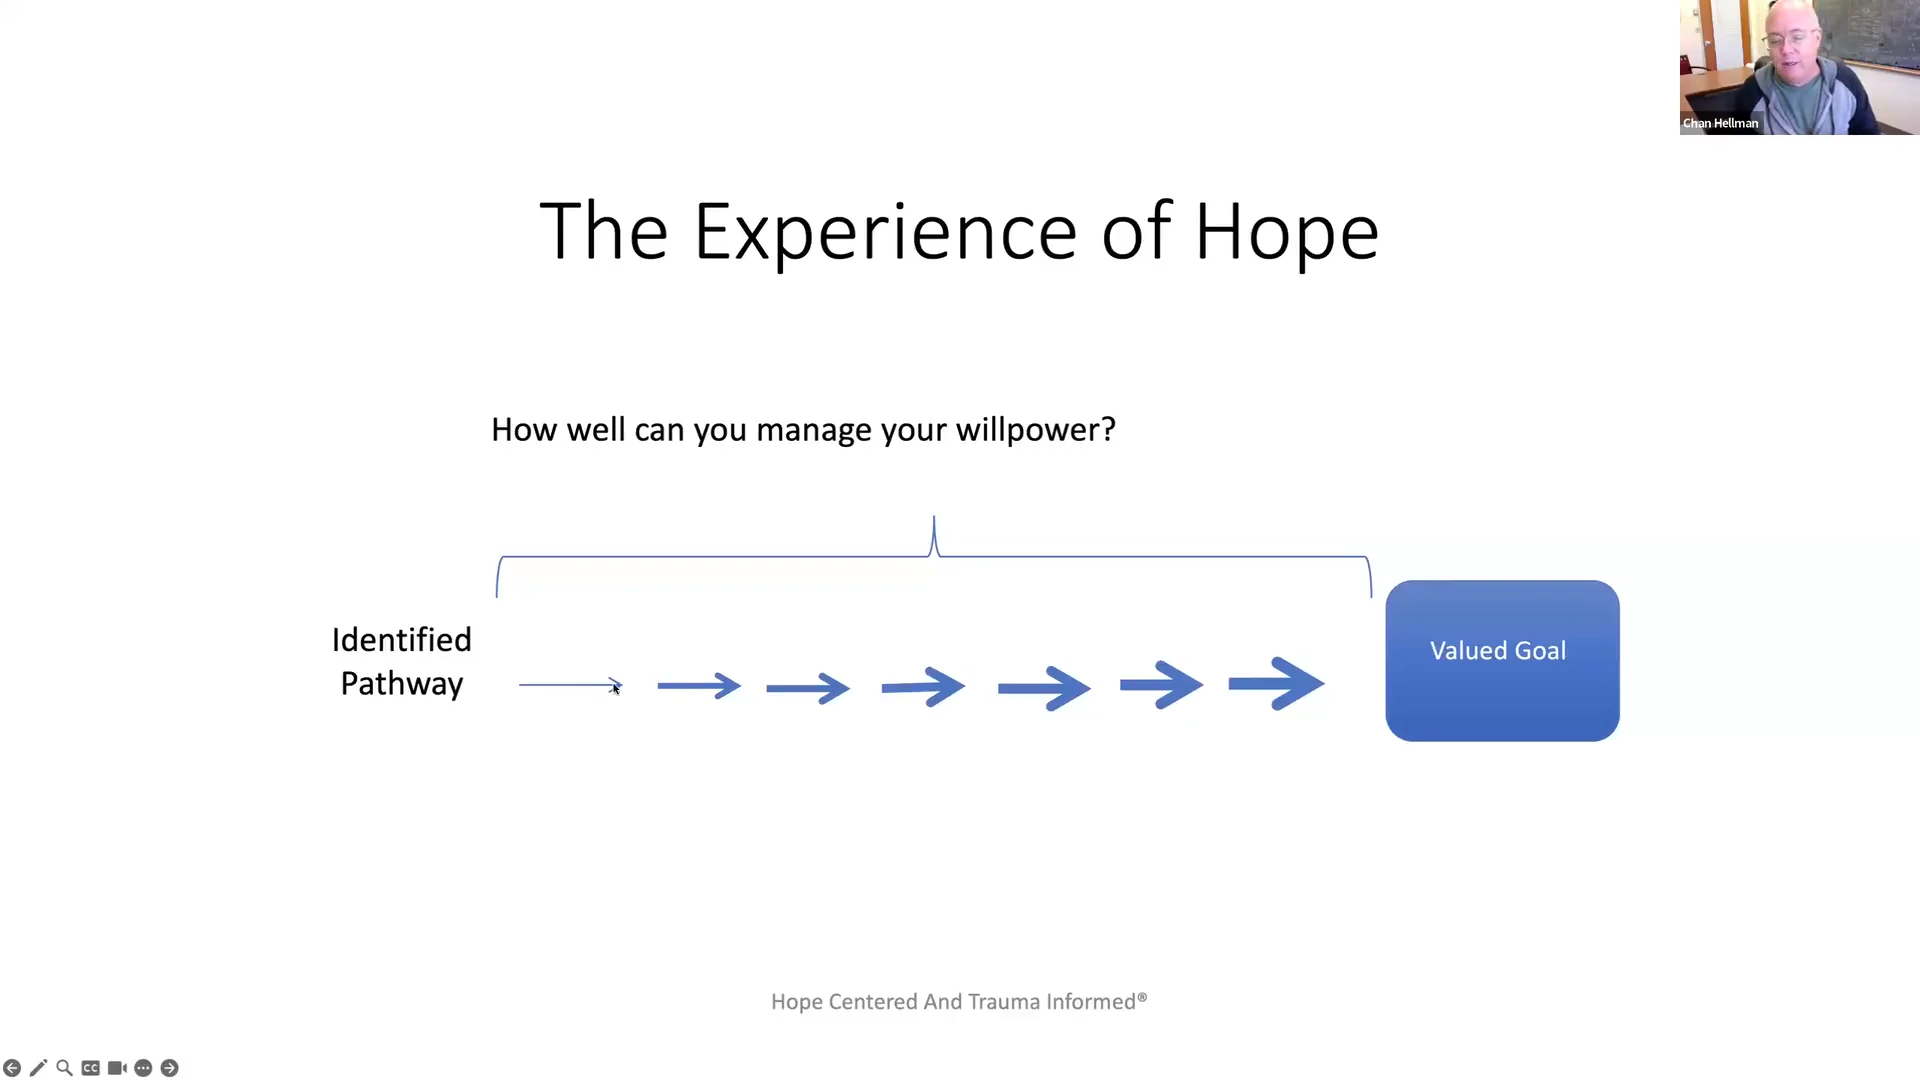 Chan Hellman
The Experience of Hope
How well can you manage your willpower?
Identified
Pathway
Valued Goal
Hope Centered And Trauma Informed®
CC